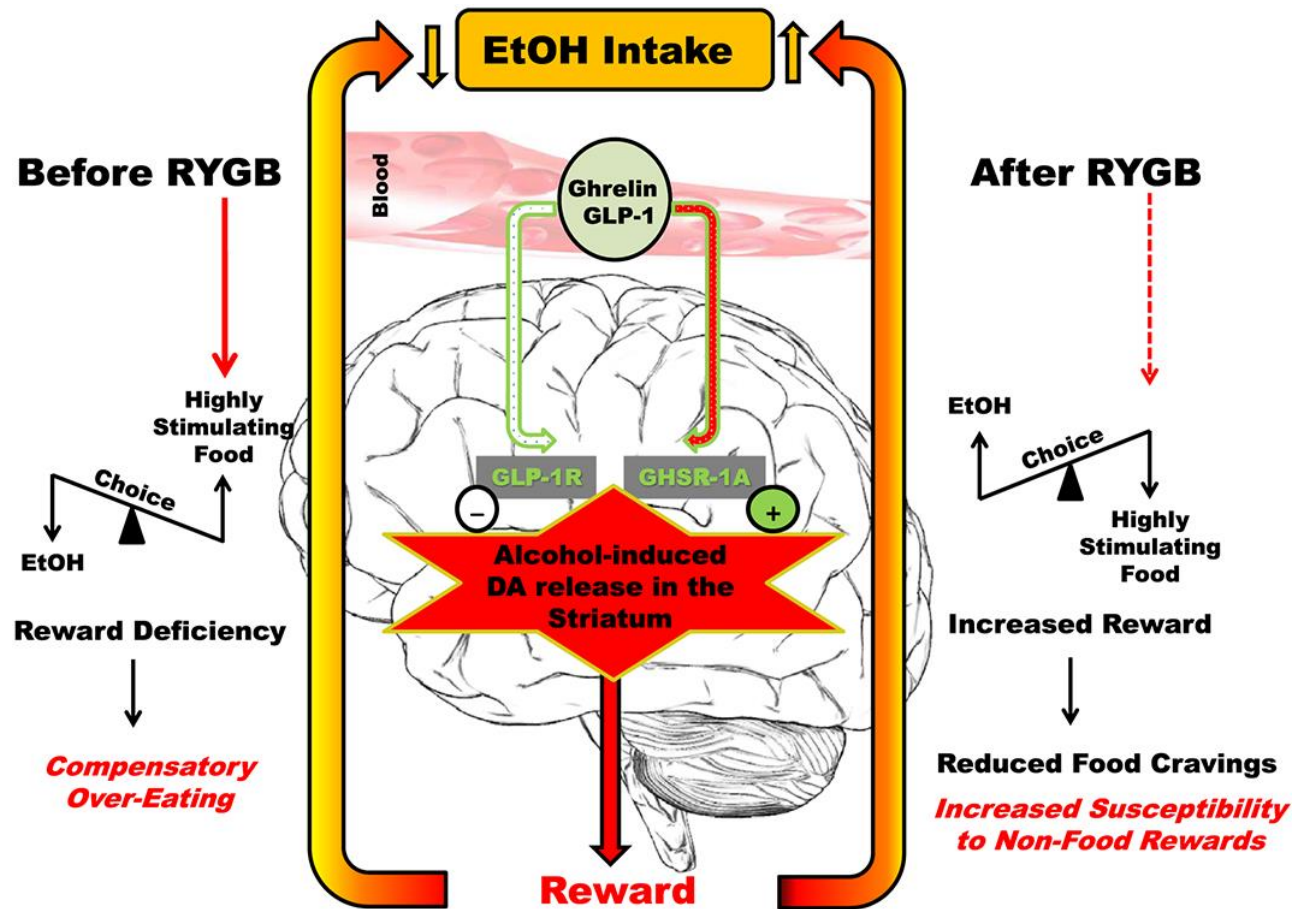 EtOH Intake
Before RYGB
Highly
Stimulating
Food
Choice
EtOH
Reward Deficiency
Compensatory
Over-Eating
Blood
Ghrelin
GLP-1
GLP-1R
GHSR-1A
–
+
Alcohol-induced
DA release in the
Striatum
Reward
After RYGB
EtOH
Choice
Highly
Stimulating
Food
Increased Reward
Reduced Food Cravings
Increased Susceptibility
to Non-Food Rewards